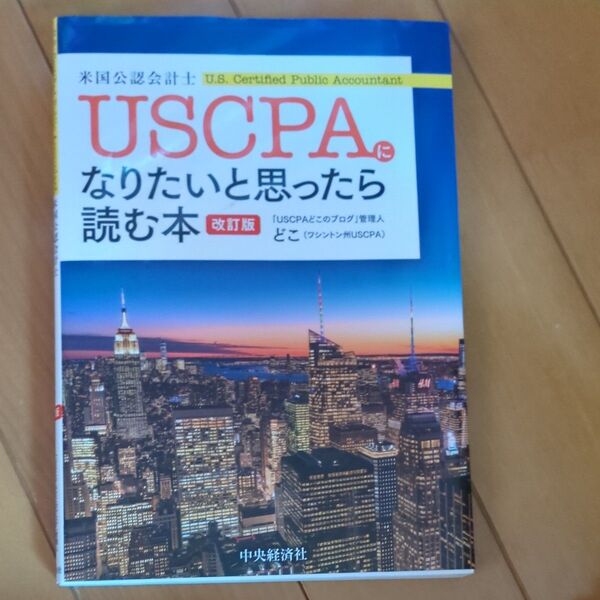 米国公認会計士 U.S. Certified Public Accountant
USCPAに
なりたいと思ったら
読む本 改訂版
「USCPAどこのブログ」管理人
どこ(ワシントン州USCPA)
H&M
中央経済社